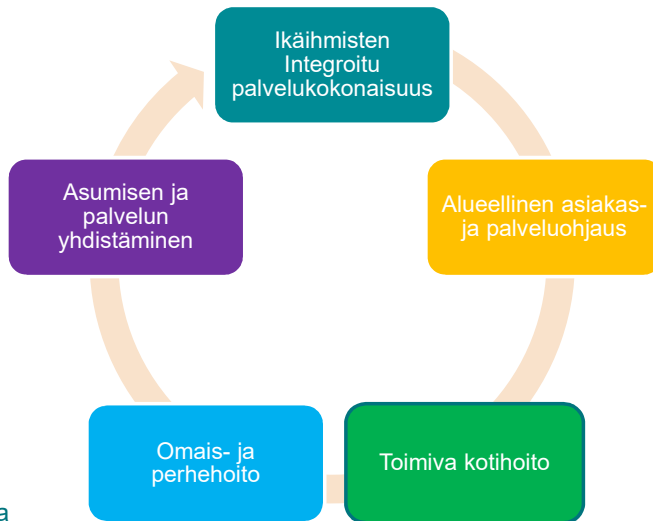 Ikäihmisten
Integroitu
palvelukokonaisuus
Alueellinen asiakas-
ja palveluohjaus
Toimiva kotihoito
Omais- ja
perhehoito
Asumisen ja
palvelun
yhdistäminen
a